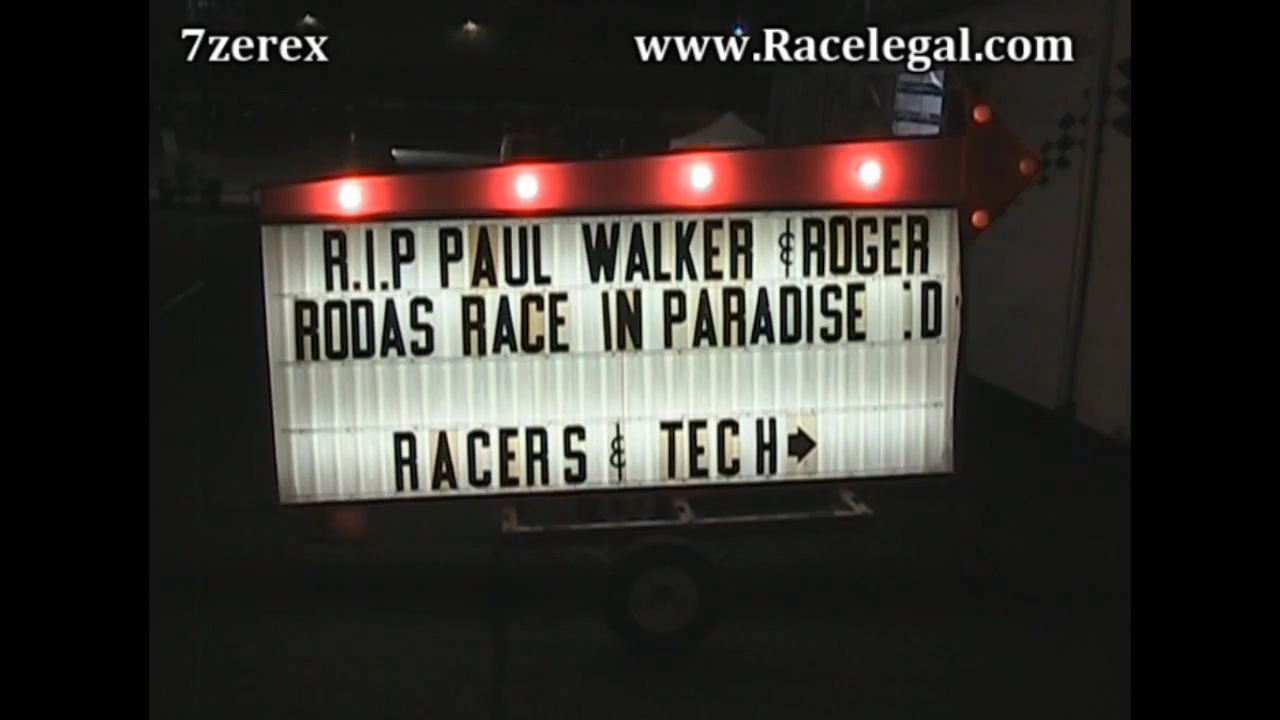 7zerex
www.Racelegal.com
R.I.P PAUL WALKER & ROGER
RODAS RACE IN PARADISE :D
RACERS & TECH➡